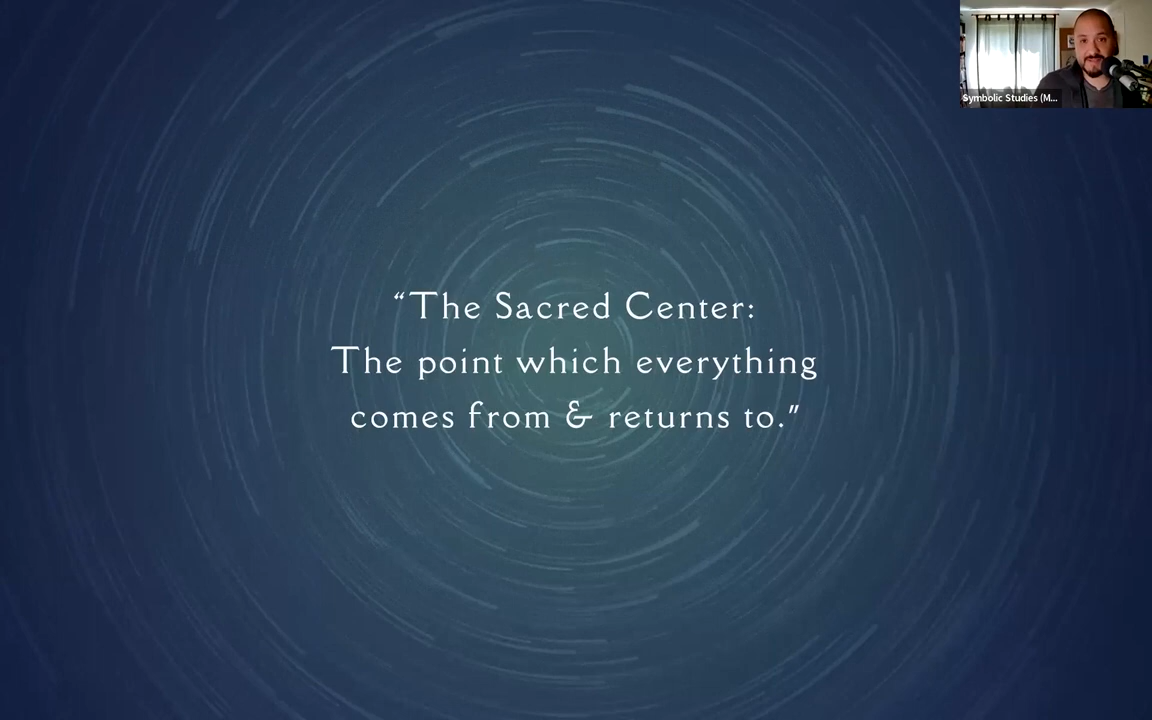 Symbolic Studies (M...
“The Sacred Center:
The point which everything
comes from & returns to.”